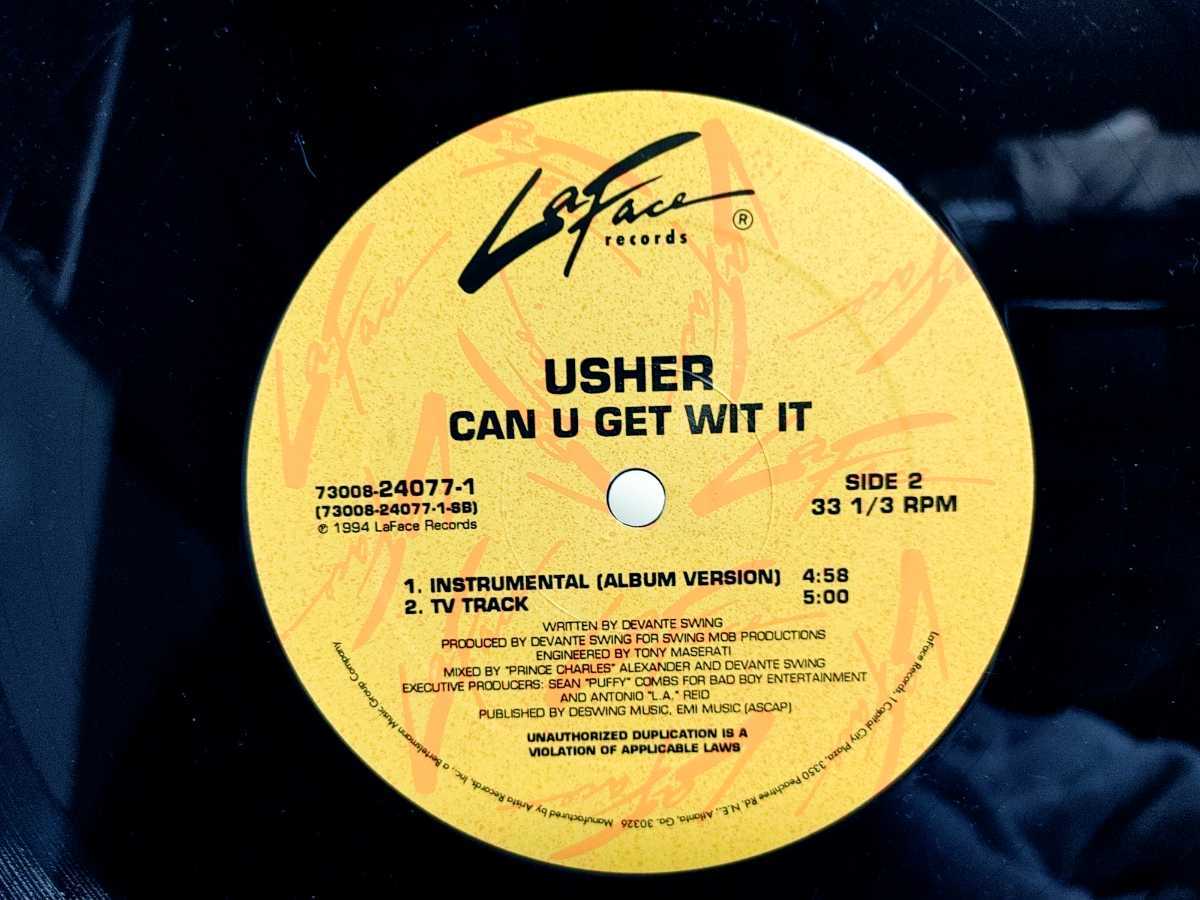 LaFace
records ®
USHER
CAN U GET WIT IT
73008-24077-1
(73008-24077-1-SB)
℗ 1994 LaFace Records
SIDE 2
33 1/3 RPM
1. INSTRUMENTAL (ALBUM VERSION) 4:58
2. TV TRACK 5:00
WRITTEN BY DEVANTE SWING
PRODUCED BY DEVANTE SWING FOR SWING MOB PRODUCTIONS
ENGINEERED BY TONY MASERATI
MIXED BY "PRINCE CHARLES" ALEXANDER AND DEVANTE SWING
EXECUTIVE PRODUCERS: SEAN "PUFFY" COMBS FOR BAD BOY ENTERTAINMENT
AND ANTONIO "L.A." REID
PUBLISHED BY DESWING MUSIC, EMI MUSIC (ASCAP)
UNAUTHORIZED DUPLICATION IS A
VIOLATION OF APPLICABLE LAWS
LaFace Records, 1 Capital City Plaza, 3350 Peachtree Rd. N.E., Atlanta, Ga. 30326 Manufactured by Arista Records, Inc., a Bertelsmann Music Group Company